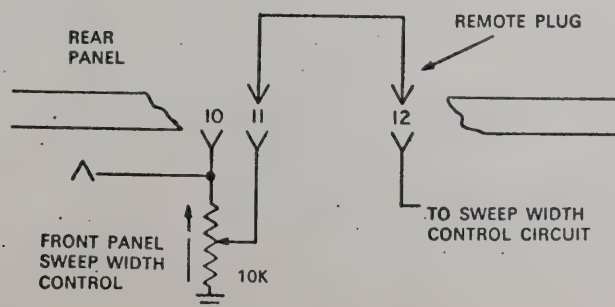 REMOTE PLUG
REAR
PANEL
10
11
12
TO SWEEP WIDTH
CONTROL CIRCUIT
FRONT PANEL
SWEEP WIDTH
CONTROL
10K